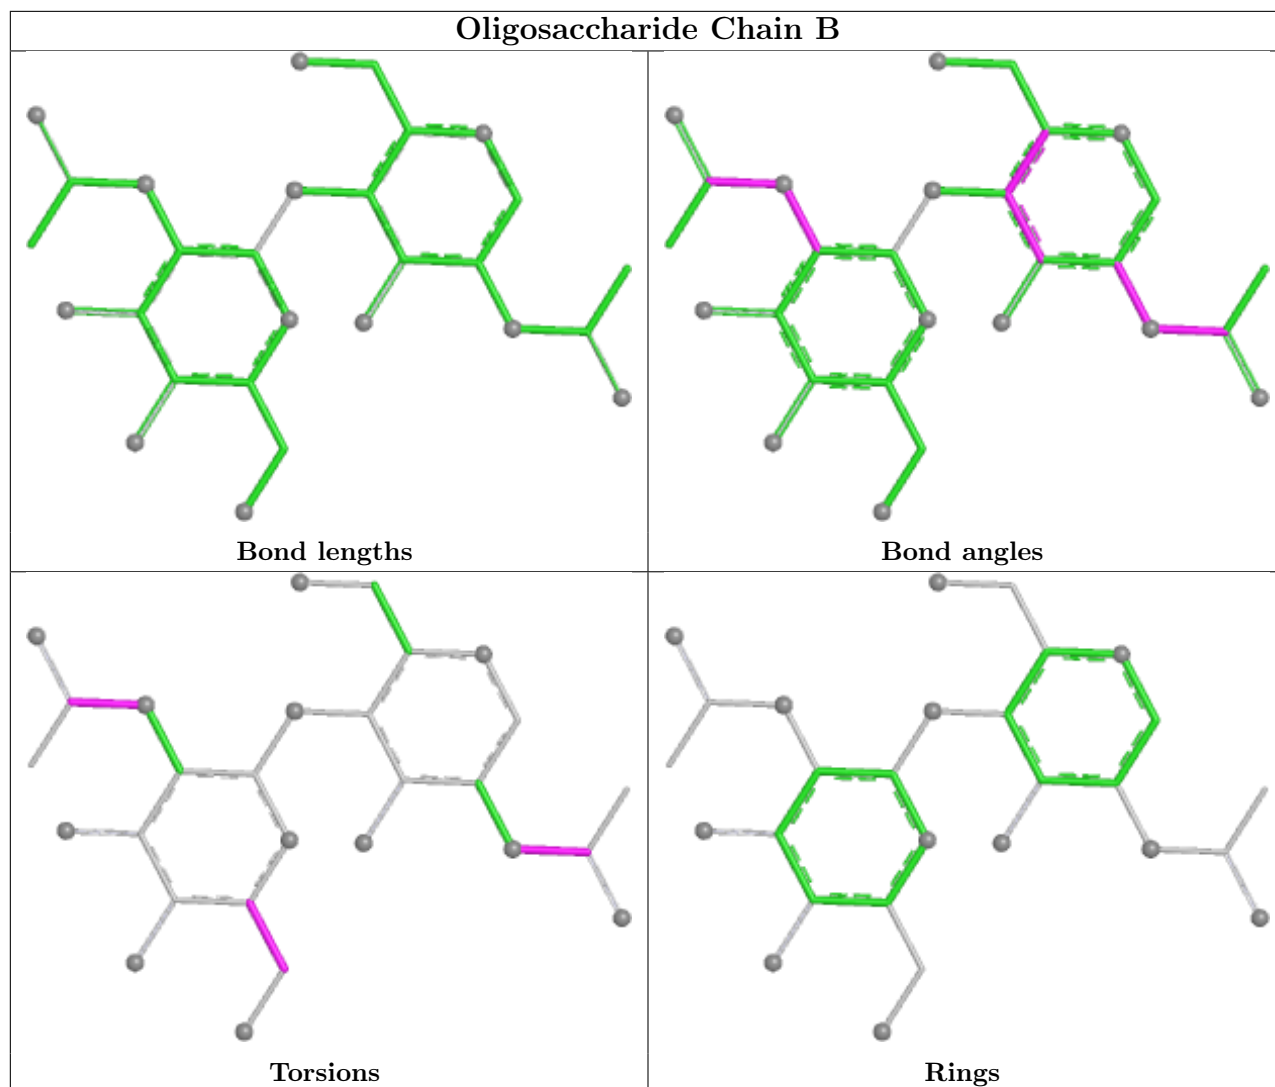 Oligosaccharide Chain B
Bond lengths
Bond angles
Torsions
Rings